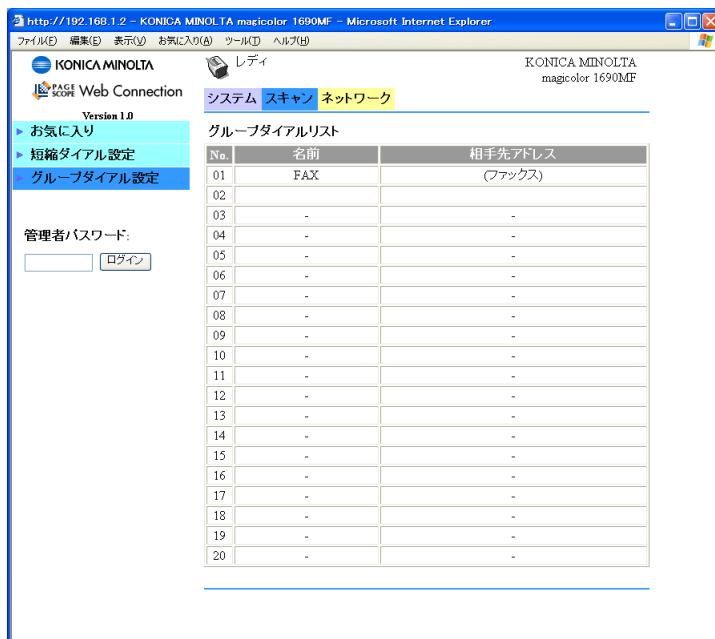 http://192.168.1.2 - KONICA MINOLTA magicolor 1690MF - Microsoft Internet Explorer
ファイル(F) 編集(E) 表示(V) お気に入り(A) ツール(T) ヘルプ(H)
KONICA MINOLTA
レディ
KONICA MINOLTA
magicolor 1690MF
PAGE SCOPE Web Connection
Version 1.0
システム スキャン ネットワーク
お気に入り
短縮ダイアル設定
グループダイアル設定
管理者パスワード:
ログイン
グループダイアルリスト
No. 名前 相手先アドレス
01 FAX (ファックス)
02
03 - -
04 - -
05 - -
06 - -
07 - -
08 - -
09 - -
10 - -
11 - -
12 - -
13 - -
14 - -
15 - -
16 - -
17 - -
18 - -
19 - -
20 - -